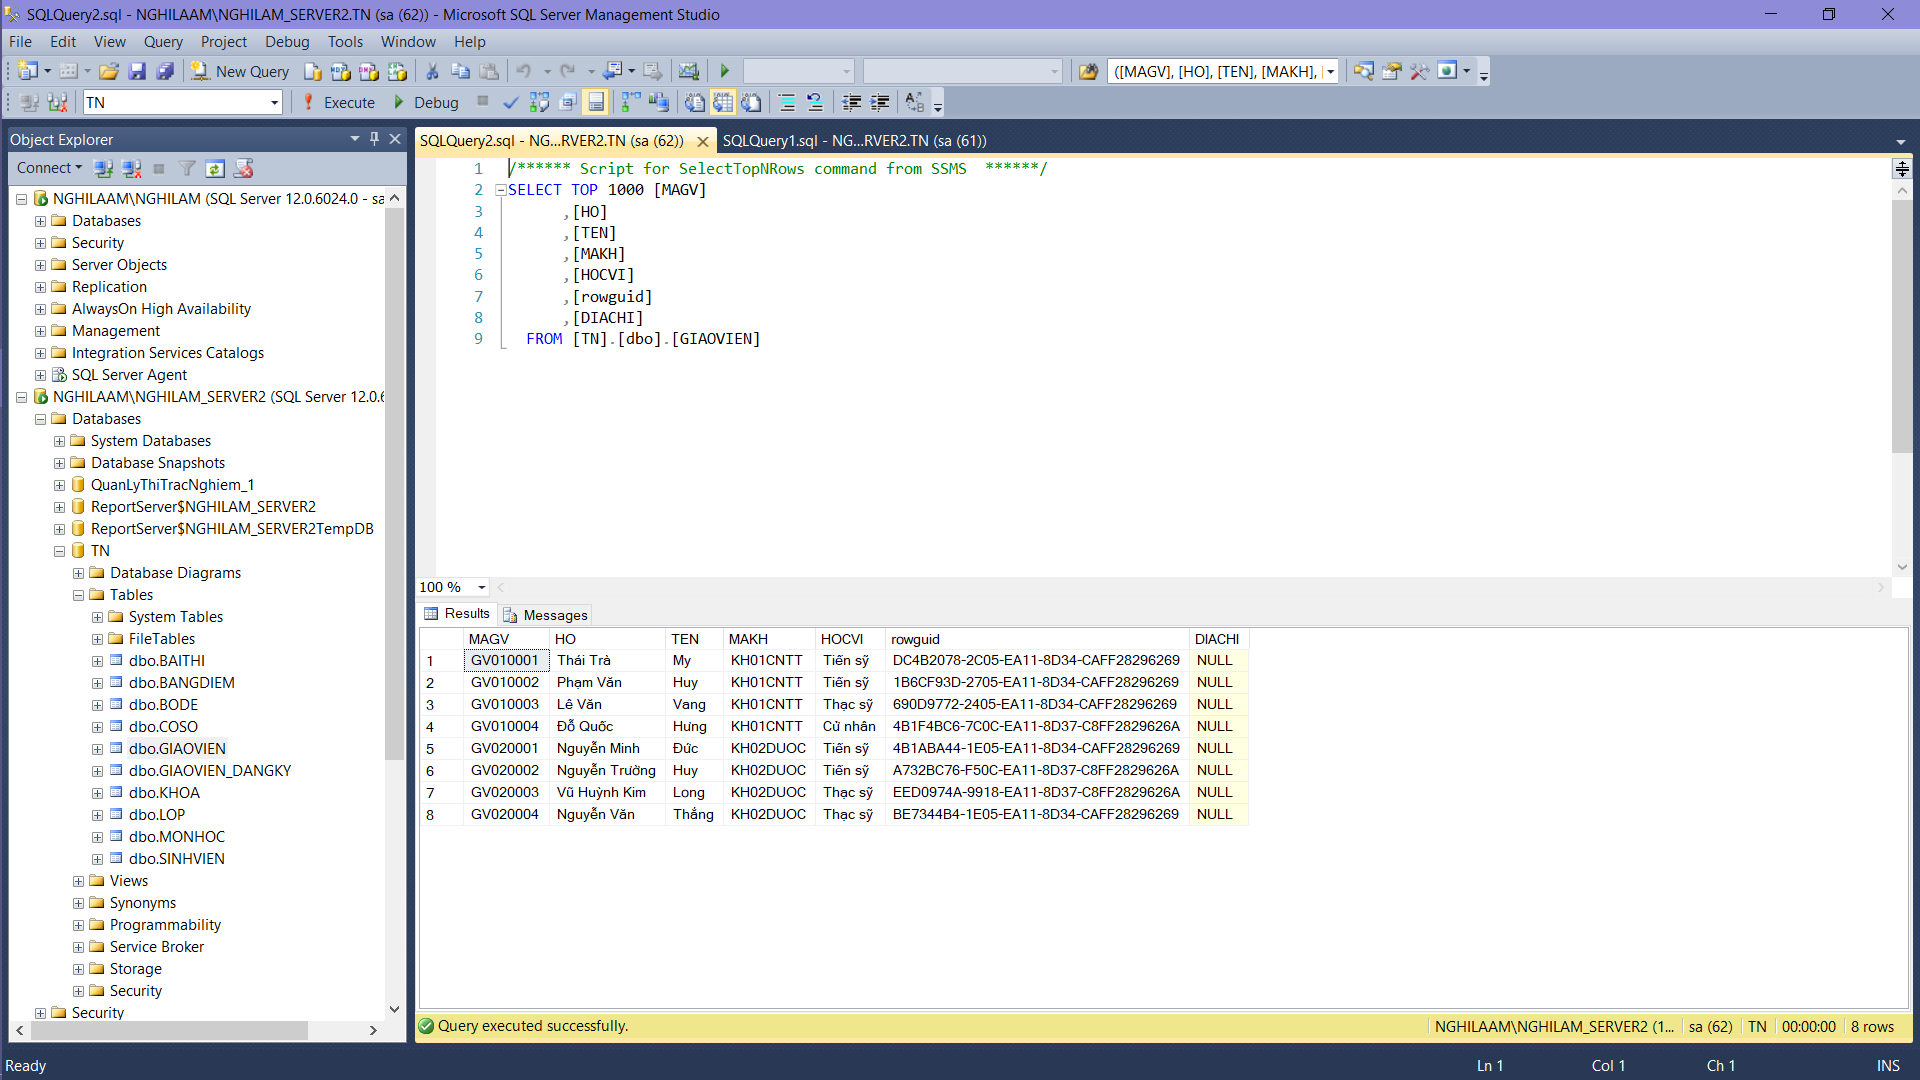 SQLQuery2.sql - NGHILAAM\NGHILAM_SERVER2.TN (sa (62)) - Microsoft SQL Server Management Studio
File Edit View Query Project Debug Tools Window Help
New Query ([MAGV], [HO], [TEN], [MAKH], [
TN Execute Debug
Object Explorer
Connect
NGHILAAM\NGHILAM (SQL Server 12.0.6024.0 - sa
Databases
Security
Server Objects
Replication
AlwaysOn High Availability
Management
Integration Services Catalogs
SQL Server Agent
NGHILAAM\NGHILAM_SERVER2 (SQL Server 12.0.6
Databases
System Databases
Database Snapshots
QuanLyThiTracNghiem_1
ReportServer$NGHILAM_SERVER2
ReportServer$NGHILAM_SERVER2TempDB
TN
Database Diagrams
Tables
System Tables
FileTables
dbo.BAITHI
dbo.BANGDIEM
dbo.BODE
dbo.COSO
dbo.GIAOVIEN
dbo.GIAOVIEN_DANGKY
dbo.KHOA
dbo.LOP
dbo.MONHOC
dbo.SINHVIEN
Views
Synonyms
Programmability
Service Broker
Storage
Security
Security
SQLQuery2.sql - NG...RVER2.TN (sa (62)) SQLQuery1.sql - NG...RVER2.TN (sa (61))
1 /****** Script for SelectTopNRows command from SSMS ******/
2 SELECT TOP 1000 [MAGV]
3 ,[HO]
4 ,[TEN]
5 ,[MAKH]
6 ,[HOCVI]
7 ,[rowguid]
8 ,[DIACHI]
9 FROM [TN].[dbo].[GIAOVIEN]
100 %
Results Messages
MAGV HO TEN MAKH HOCVI rowguid DIACHI
1 GV010001 Thái Trà My KH01CNTT Tiến sỹ DC4B2078-2C05-EA11-8D34-CAFF28296269 NULL
2 GV010002 Phạm Văn Huy KH01CNTT Tiến sỹ 1B6CF93D-2705-EA11-8D34-CAFF28296269 NULL
3 GV010003 Lê Văn Vang KH01CNTT Thạc sỹ 690D9772-2405-EA11-8D34-CAFF28296269 NULL
4 GV010004 Đỗ Quốc Hưng KH01CNTT Cử nhân 4B1F4BC6-7C0C-EA11-8D37-C8FF2829626A NULL
5 GV020001 Nguyễn Minh Đức KH02DUOC Tiến sỹ 4B1ABA44-1E05-EA11-8D34-CAFF28296269 NULL
6 GV020002 Nguyễn Trường Huy KH02DUOC Tiến sỹ A732BC76-F50C-EA11-8D37-C8FF2829626A NULL
7 GV020003 Vũ Huỳnh Kim Long KH02DUOC Thạc sỹ EED0974A-9918-EA11-8D37-C8FF2829626A NULL
8 GV020004 Nguyễn Văn Thắng KH02DUOC Thạc sỹ BE7344B4-1E05-EA11-8D34-CAFF28296269 NULL
Query executed successfully. NGHILAAM\NGHILAM_SERVER2 (1... sa (62) TN 00:00:00 8 rows
Ready Ln 1 Col 1 Ch 1 INS